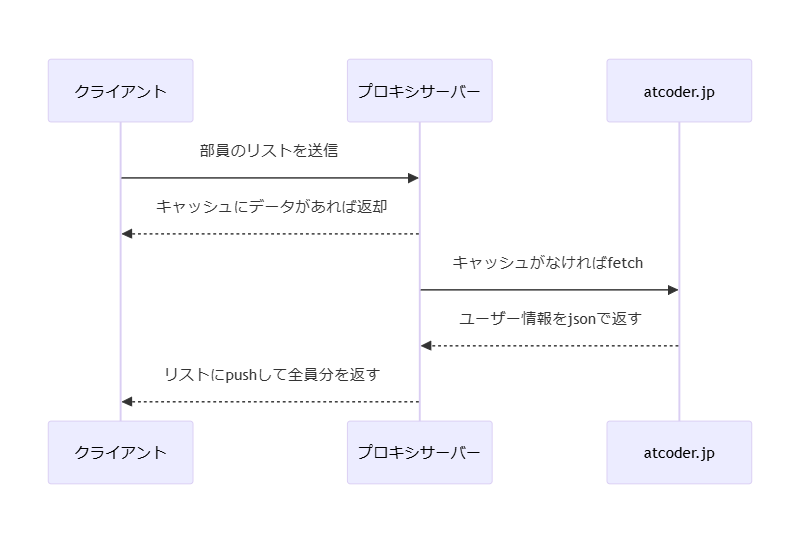 クライアント
プロキシサーバー
atcoder.jp
部員のリストを送信
キャッシュにデータがあれば返却
キャッシュがなければfetch
ユーザー情報をjsonで返す
リストにpushして全員分を返す
クライアント
プロキシサーバー
atcoder.jp